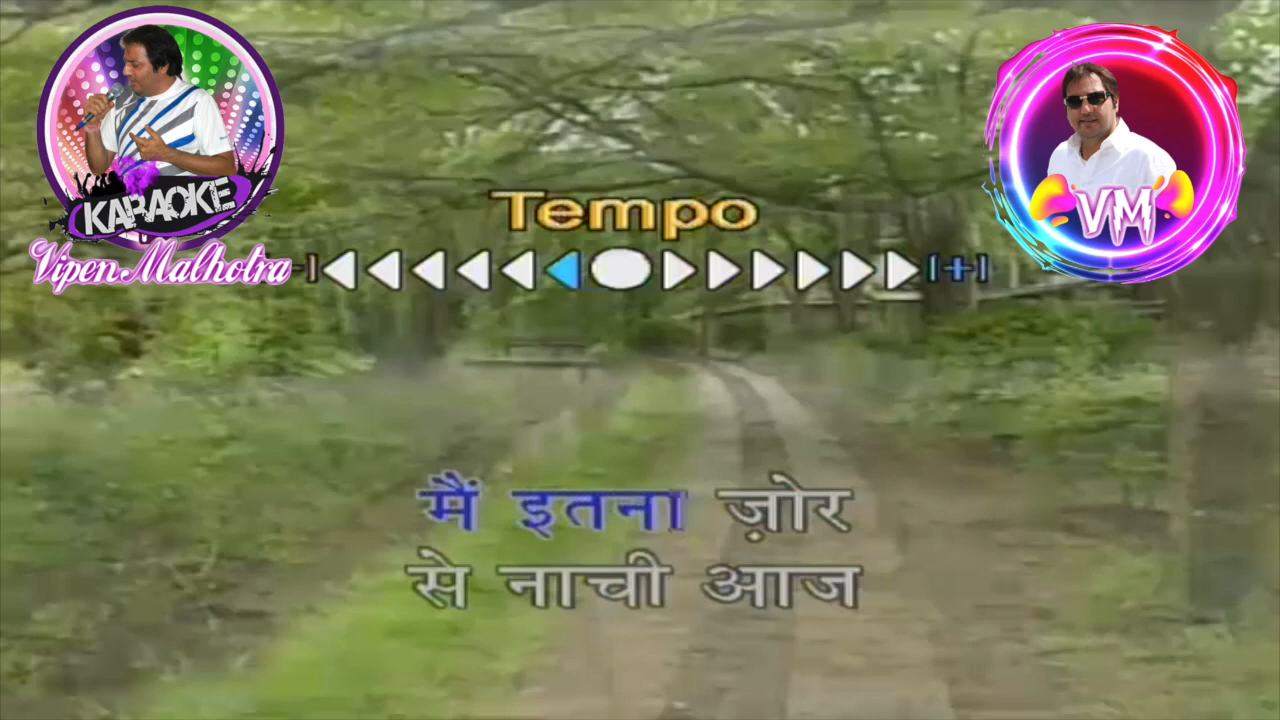 KARAOKE
Vipen Malhotra
VM
Tempo
[+]
मैं इतना ज़ोर
से नाची आज